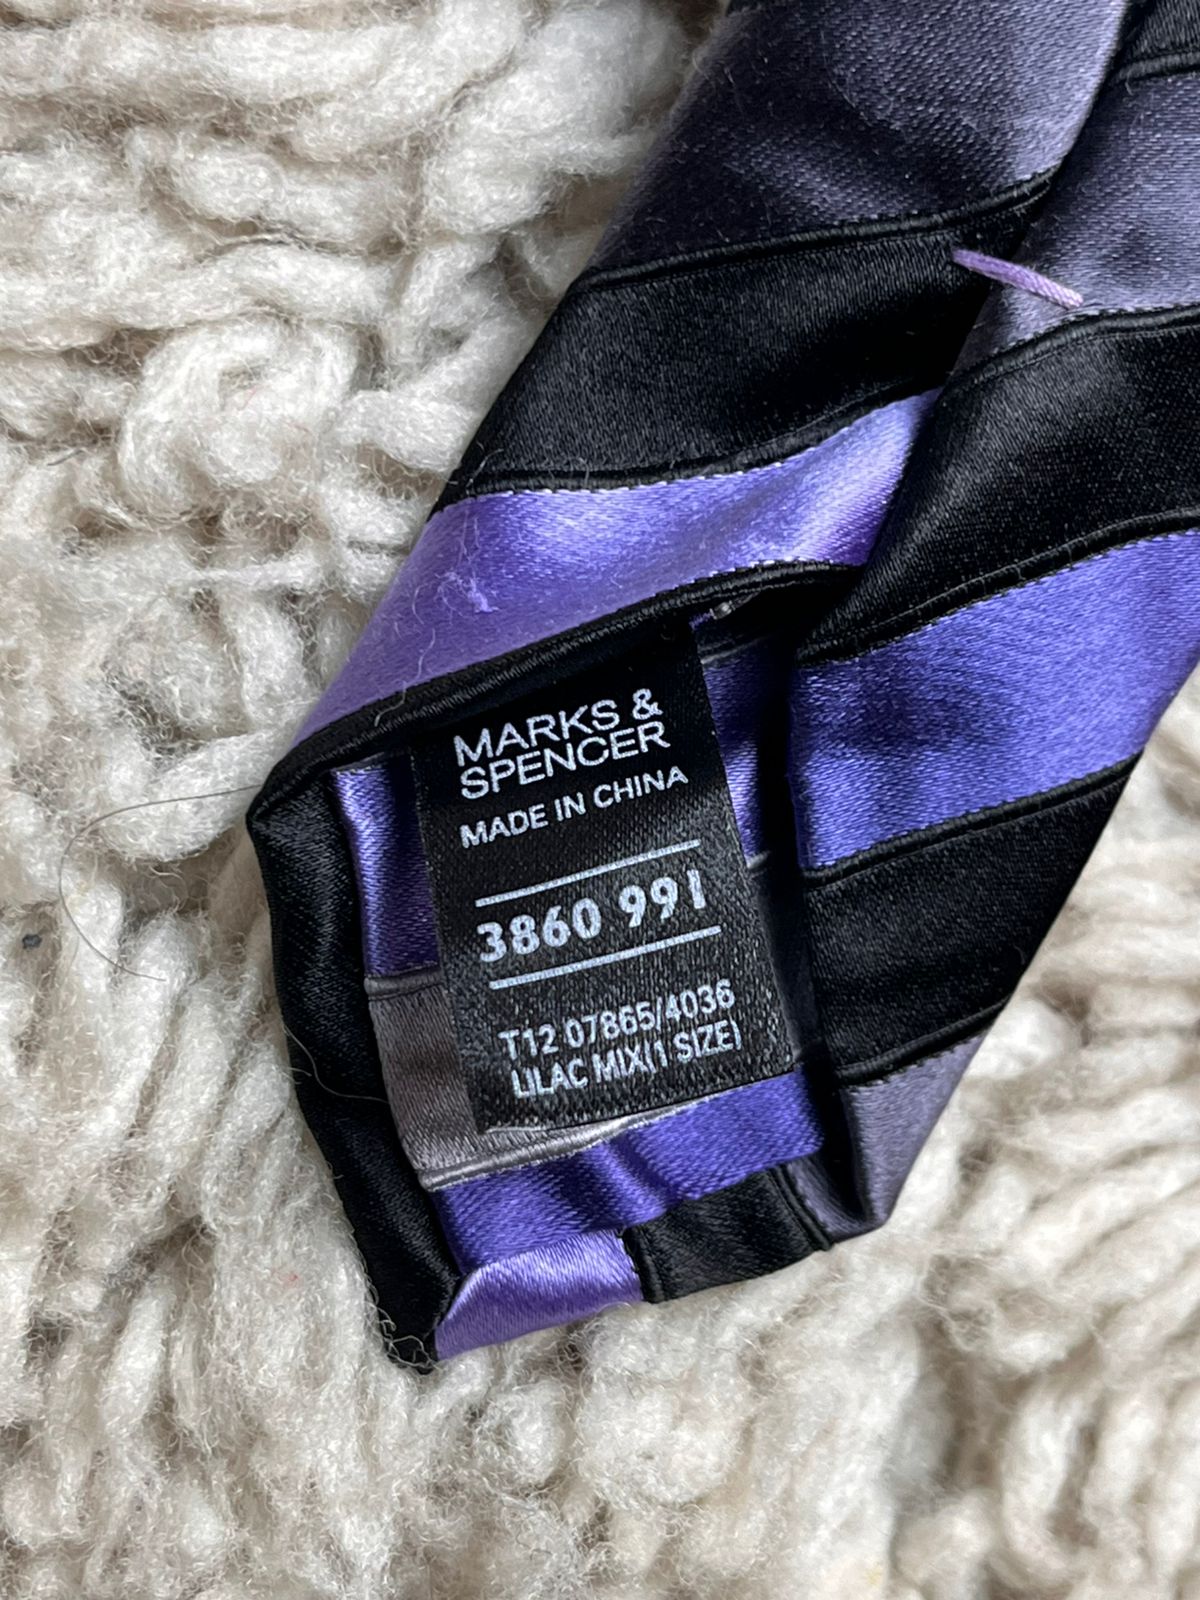 MARKS &
SPENCER
MADE IN CHINA
3860 991
T12 07865/4036
LILAC MIX(1 SIZE)